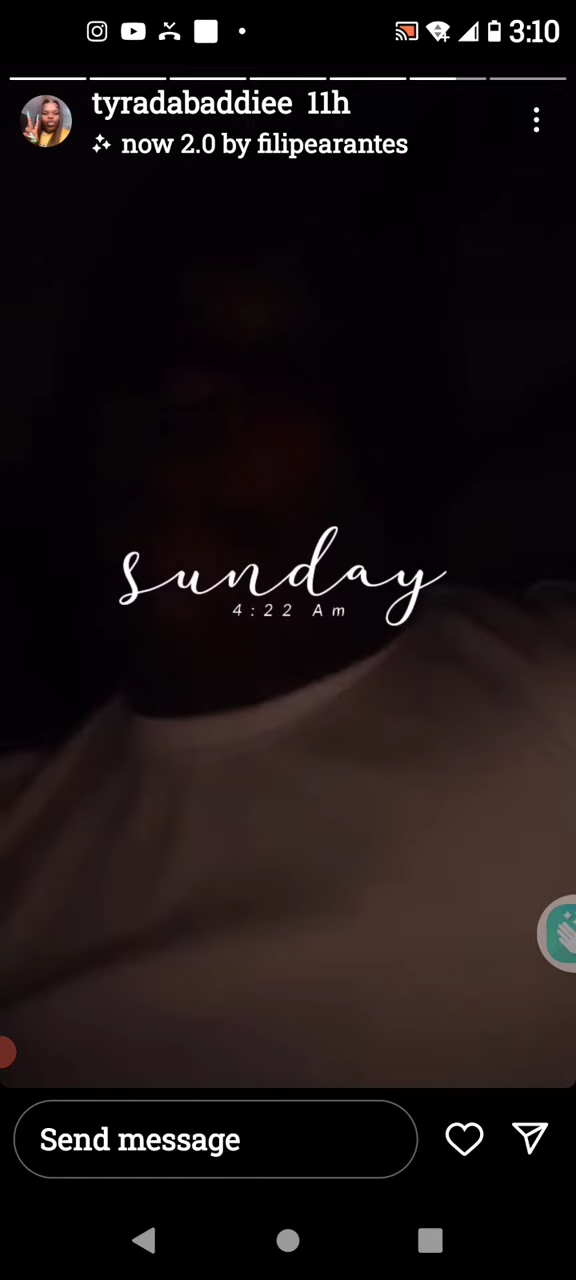 3:10
tyradabaddiee 11h
now 2.0 by filipearantes
sunday
4:22 Am
Send message